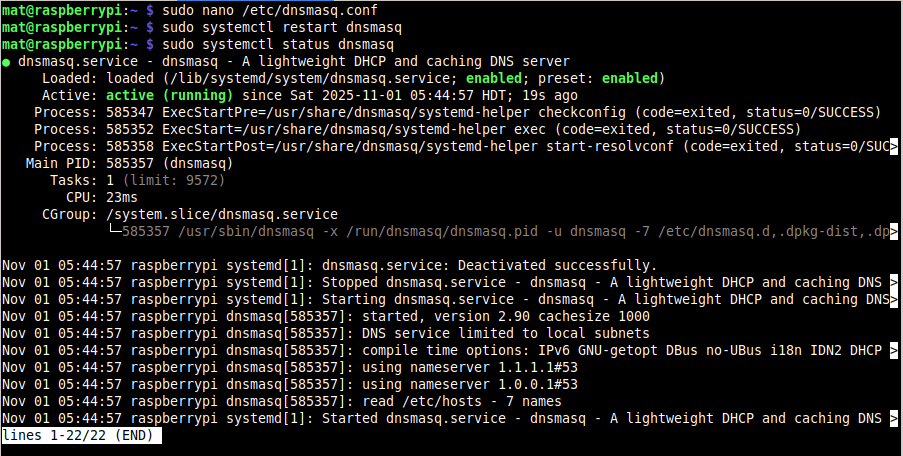 mat@raspberrypi:~ $ sudo nano /etc/dnsmasq.conf
mat@raspberrypi:~ $ sudo systemctl restart dnsmasq
mat@raspberrypi:~ $ sudo systemctl status dnsmasq
● dnsmasq.service - dnsmasq - A lightweight DHCP and caching DNS server
     Loaded: loaded (/lib/systemd/system/dnsmasq.service; enabled; preset: enabled)
     Active: active (running) since Sat 2025-11-01 05:44:57 HDT; 19s ago
    Process: 585347 ExecStartPre=/usr/share/dnsmasq/systemd-helper checkconfig (code=exited, status=0/SUCCESS)
    Process: 585352 ExecStart=/usr/share/dnsmasq/systemd-helper exec (code=exited, status=0/SUCCESS)
    Process: 585358 ExecStartPost=/usr/share/dnsmasq/systemd-helper start-resolvconf (code=exited, status=0/SUC>
   Main PID: 585357 (dnsmasq)
      Tasks: 1 (limit: 9572)
        CPU: 23ms
     CGroup: /system.slice/dnsmasq.service
             └─585357 /usr/sbin/dnsmasq -x /run/dnsmasq/dnsmasq.pid -u dnsmasq -7 /etc/dnsmasq.d,.dpkg-dist,.dp>
Nov 01 05:44:57 raspberrypi systemd[1]: dnsmasq.service: Deactivated successfully.
Nov 01 05:44:57 raspberrypi systemd[1]: Stopped dnsmasq.service - dnsmasq - A lightweight DHCP and caching DNS >
Nov 01 05:44:57 raspberrypi systemd[1]: Starting dnsmasq.service - dnsmasq - A lightweight DHCP and caching DNS>
Nov 01 05:44:57 raspberrypi dnsmasq[585357]: started, version 2.90 cachesize 1000
Nov 01 05:44:57 raspberrypi dnsmasq[585357]: DNS service limited to local subnets
Nov 01 05:44:57 raspberrypi dnsmasq[585357]: compile time options: IPv6 GNU-getopt DBus no-UBus i18n IDN2 DHCP >
Nov 01 05:44:57 raspberrypi dnsmasq[585357]: using nameserver 1.1.1.1#53
Nov 01 05:44:57 raspberrypi dnsmasq[585357]: using nameserver 1.0.0.1#53
Nov 01 05:44:57 raspberrypi dnsmasq[585357]: read /etc/hosts - 7 names
Nov 01 05:44:57 raspberrypi systemd[1]: Started dnsmasq.service - dnsmasq - A lightweight DHCP and caching DNS >
lines 1-22/22 (END)